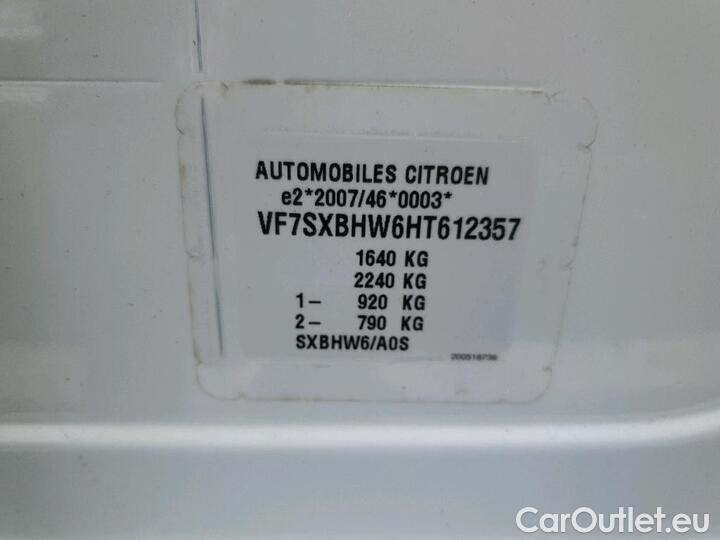 AUTOMOBILES CITROEN
e2*2007/46*0003*
VF7SXBHW6HT612357
1640 KG
2240 KG
1- 920 KG
2- 790 KG
SXBHW6/A0S
200518736
CarOutlet.eu